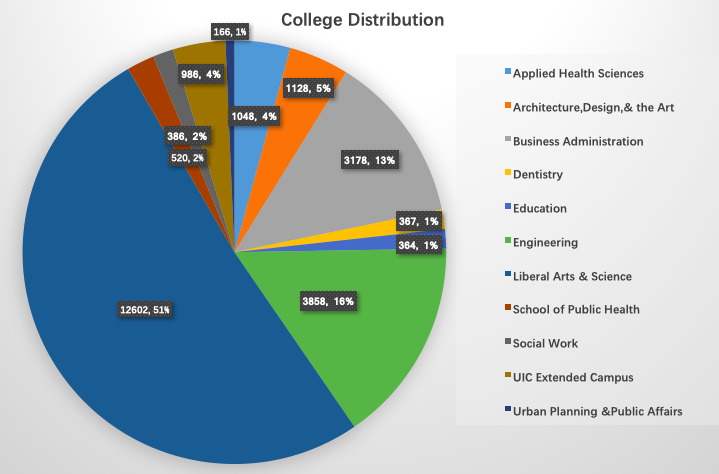 College Distribution
166, 1%
986, 4%
1128, 5%
1048, 4%
386, 2%
520, 2%
3178, 13%
367, 1%
364, 1%
3858, 16%
12602, 51%
Applied Health Sciences
Architecture,Design,& the Art
Business Administration
Dentistry
Education
Engineering
Liberal Arts & Science
School of Public Health
Social Work
UIC Extended Campus
Urban Planning &Public Affairs